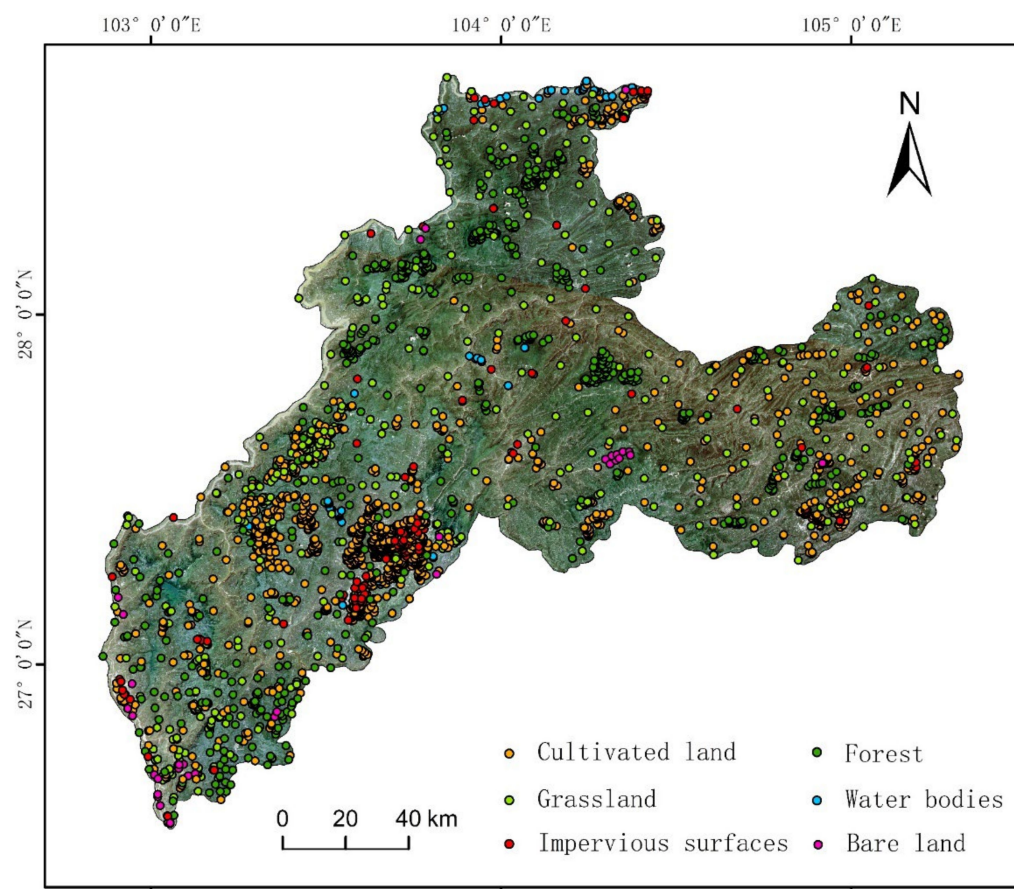 103° 0′0″E 104° 0′0″E 105° 0′0″E
N
28° 0′0″N
27° 0′0″N
Cultivated land Forest
Grassland Water bodies
0 20 40 km
Impervious surfaces Bare land